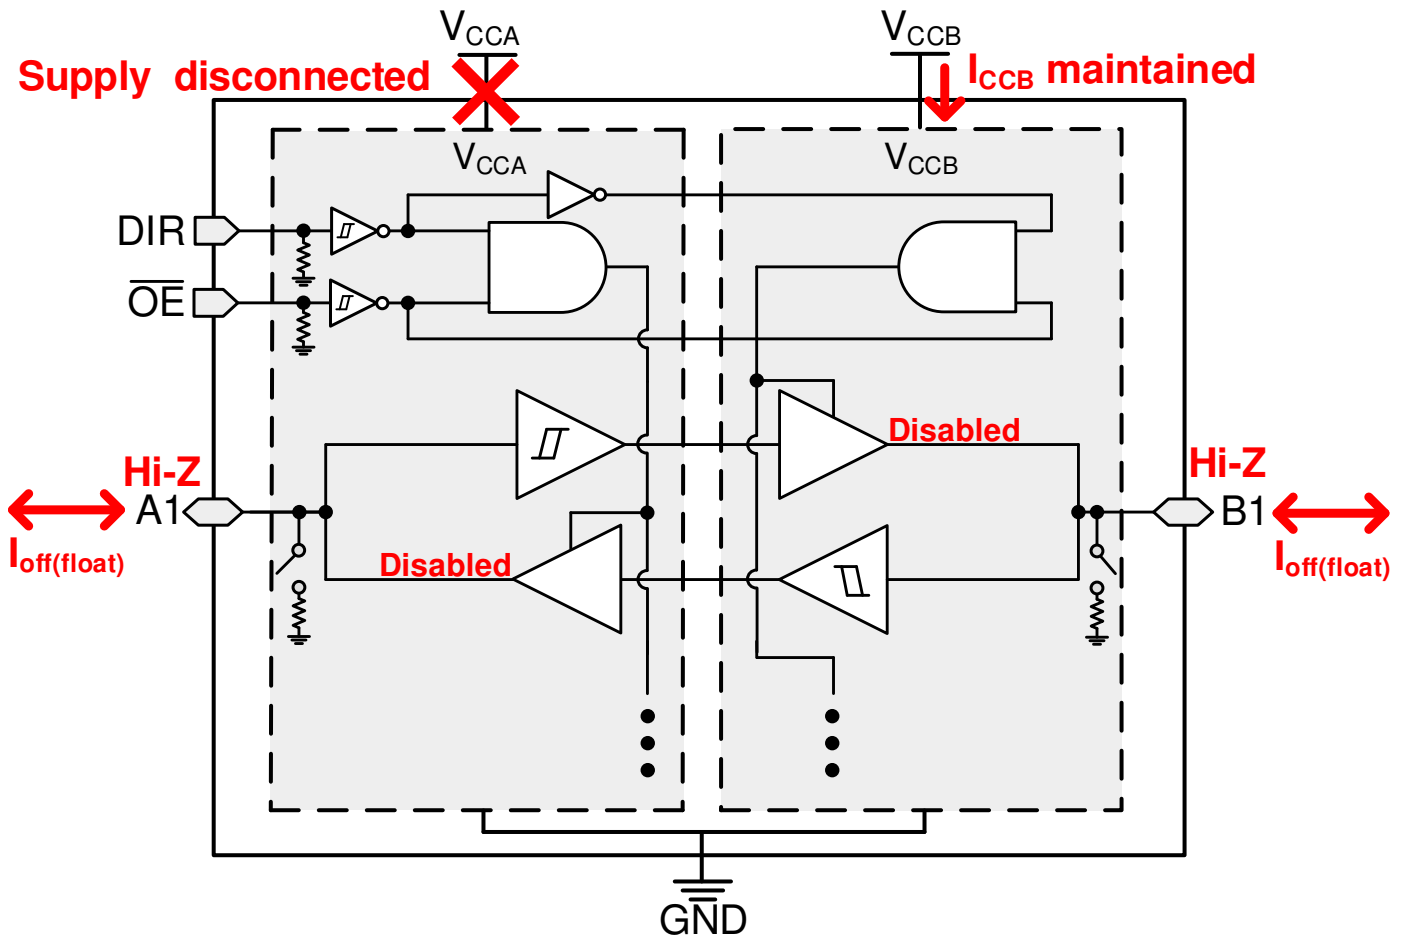 VCCA
VCCB
Supply disconnected
ICCB maintained
VCCA
VCCB
DIR
OE
Disabled
Hi-Z
Hi-Z
A1
B1
Ioff(float)
Disabled
Ioff(float)
GND